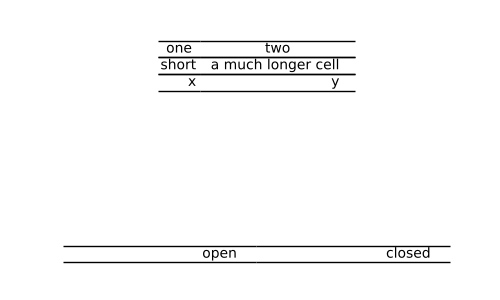 one two
short a much longer cell
x y
open closed